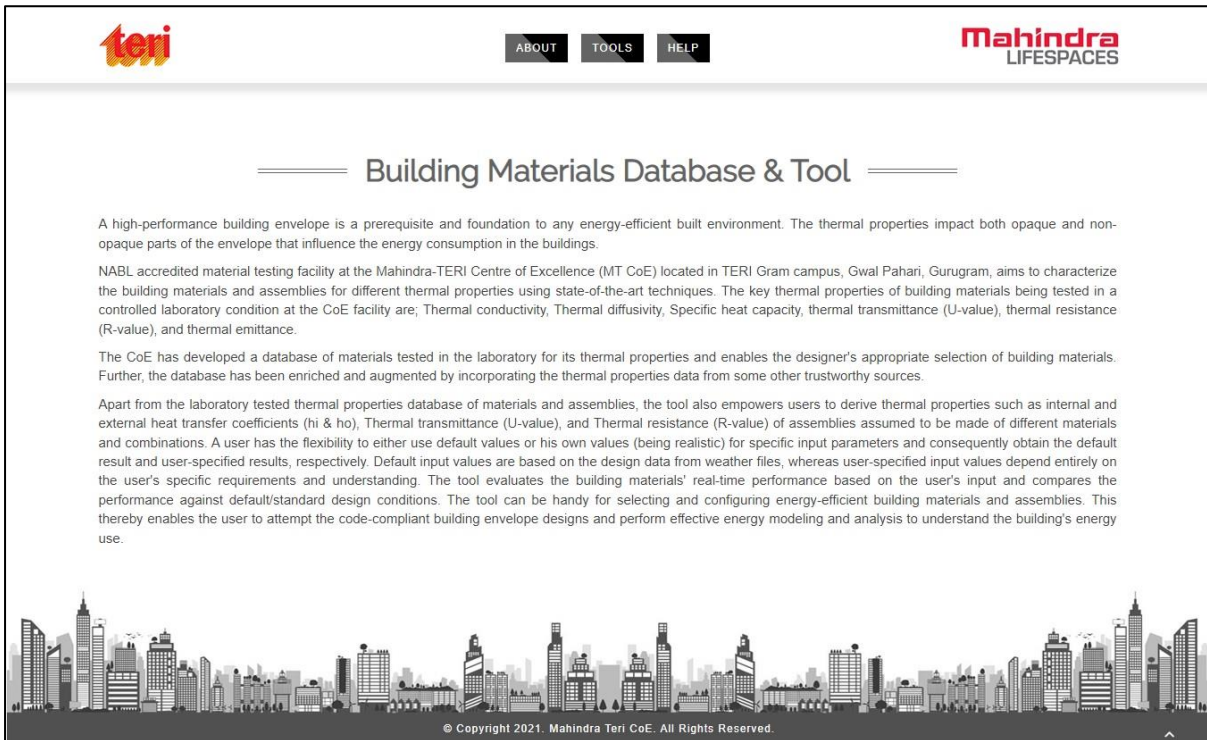 teri
ABOUT
TOOLS
HELP
Mahindra
LIFESPACES
Building Materials Database & Tool
A high-performance building envelope is a prerequisite and foundation to any energy-efficient built environment. The thermal properties impact both opaque and non-
opaque parts of the envelope that influence the energy consumption in the buildings.
NABL accredited material testing facility at the Mahindra-TERI Centre of Excellence (MT CoE) located in TERI Gram campus, Gwal Pahari, Gurugram, aims to characterize
the building materials and assemblies for different thermal properties using state-of-the-art techniques. The key thermal properties of building materials being tested in a
controlled laboratory condition at the CoE facility are; Thermal conductivity, Thermal diffusivity, Specific heat capacity, thermal transmittance (U-value), thermal resistance
(R-value), and thermal emittance.
The CoE has developed a database of materials tested in the laboratory for its thermal properties and enables the designer's appropriate selection of building materials.
Further, the database has been enriched and augmented by incorporating the thermal properties data from some other trustworthy sources.
Apart from the laboratory tested thermal properties database of materials and assemblies, the tool also empowers users to derive thermal properties such as internal and
external heat transfer coefficients (hi & ho), Thermal transmittance (U-value), and Thermal resistance (R-value) of assemblies assumed to be made of different materials
and combinations. A user has the flexibility to either use default values or his own values (being realistic) for specific input parameters and consequently obtain the default
result and user-specified results, respectively. Default input values are based on the design data from weather files, whereas user-specified input values depend entirely on
the user's specific requirements and understanding. The tool evaluates the building materials' real-time performance based on the user's input and compares the
performance against default/standard design conditions. The tool can be handy for selecting and configuring energy-efficient building materials and assemblies. This
thereby enables the user to attempt the code-compliant building envelope designs and perform effective energy modeling and analysis to understand the building's energy
use.
© Copyright 2021. Mahindra Teri CoE. All Rights Reserved.